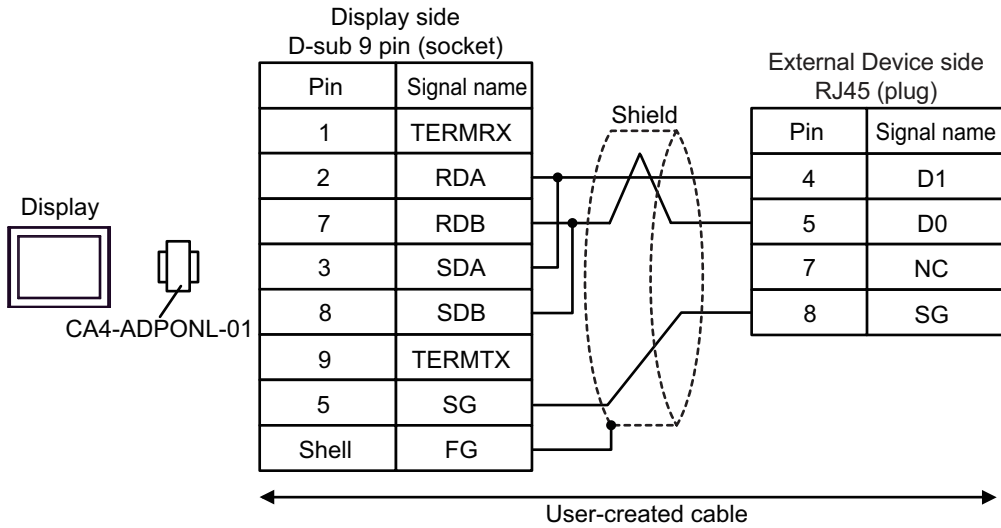 Display side
D-sub 9 pin (socket)
Pin Signal name
1 TERMRX
2 RDA
7 RDB
3 SDA
8 SDB
9 TERMTX
5 SG
Shell FG
Shield
External Device side
RJ45 (plug)
Pin Signal name
4 D1
5 D0
7 NC
8 SG
Display
CA4-ADPONL-01
User-created cable